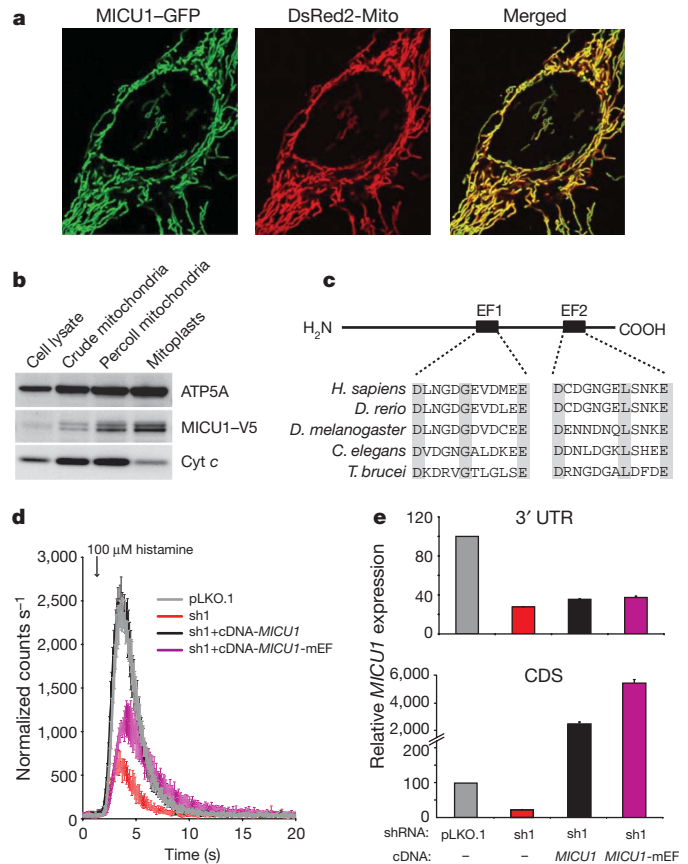 a
MICU1–GFP
DsRed2-Mito
Merged
b
Cell lysate
Crude mitochondria
Percoll mitochondria
Mitoplasts
ATP5A
MICU1–V5
Cyt c
c
H2N
EF1
EF2
COOH
H. sapiens DLNGDGEVDMEE DCDGNGELSNKE
D. rerio DLNGDGEVDLEE DCDGNGELSNKE
D. melanogaster DLNGDGDVDCEE DENNDNQLSNKE
C. elegans DVDGNGALDKEE DDNLDGKLSHEE
T. brucei DKDRVGTLGLSE DRNGDGALDFDE
d
100 μM histamine
3,000
2,500
2,000
1,500
1,000
500
0
Normalized counts s–1
pLKO.1
sh1
sh1+cDNA-MICU1
sh1+cDNA-MICU1-mEF
0 5 10 15 20
Time (s)
e
3′ UTR
120
80
40
0
Relative MICU1 expression
CDS
6,000
4,000
2,000
200
100
0
shRNA: pLKO.1 sh1 sh1 sh1
cDNA: – – MICU1 MICU1-mEF